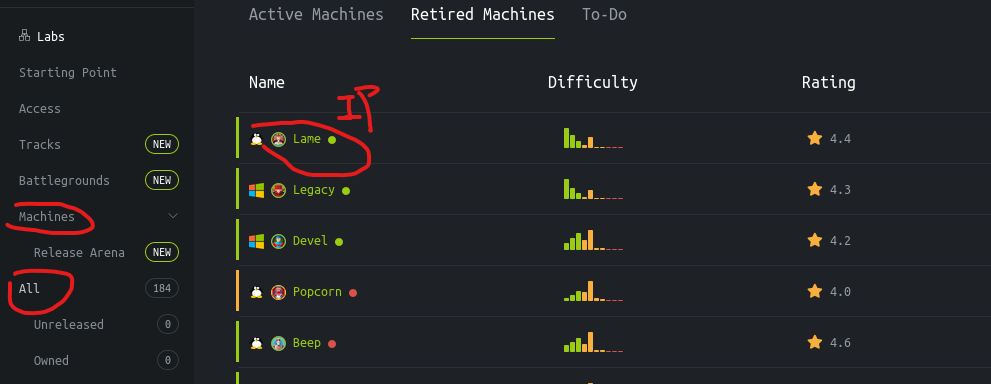 Active Machines Retired Machines To-Do
Labs
Starting Point
Name Difficulty Rating
Access
IP
Tracks NEW
Lame 4.4
Battlegrounds NEW
Legacy 4.3
Machines
Devel 4.2
Release Arena NEW
All 184
Popcorn 4.0
Unreleased 0
Beep 4.6
Owned 0